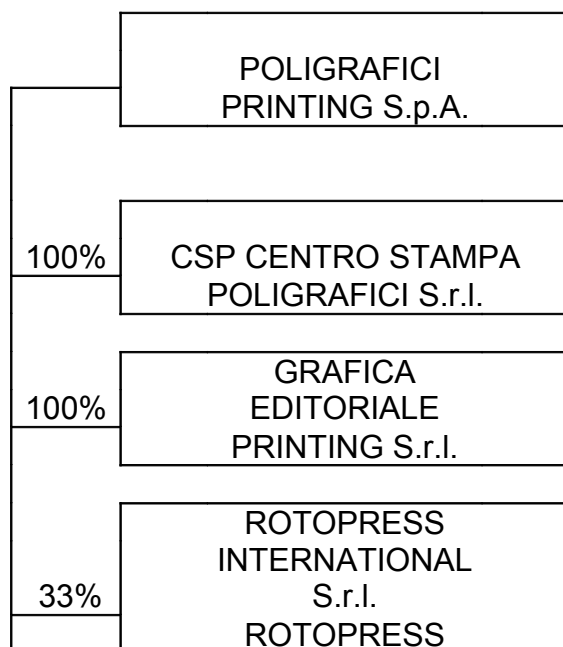 POLIGRAFICI
PRINTING S.p.A.
100%
CSP CENTRO STAMPA
POLIGRAFICI S.r.l.
100%
GRAFICA
EDITORIALE
PRINTING S.r.l.
33%
ROTOPRESS
INTERNATIONAL
S.r.l.
ROTOPRESS